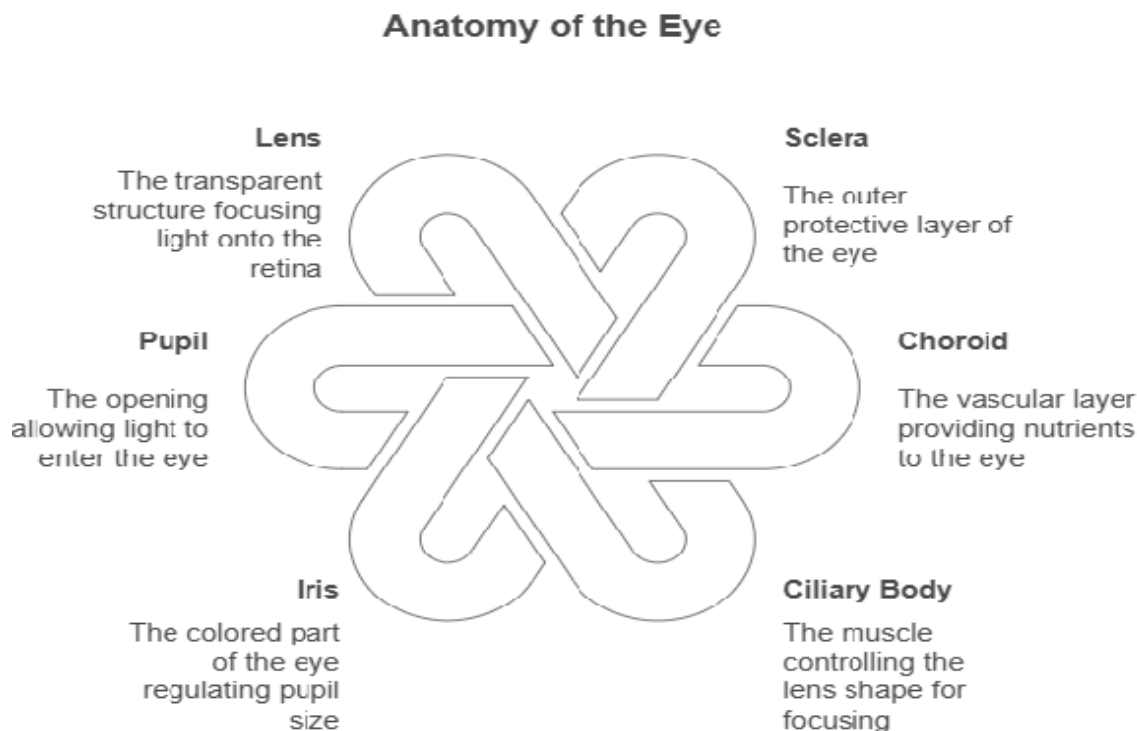 Anatomy of the Eye
Lens
The transparent
structure focusing
light onto the
retina
Sclera
The outer
protective layer of
the eye
Pupil
The opening
allowing light to
enter the eye
Choroid
The vascular layer
providing nutrients
to the eye
Iris
The colored part
of the eye
regulating pupil
size
Ciliary Body
The muscle
controlling the
lens shape for
focusing